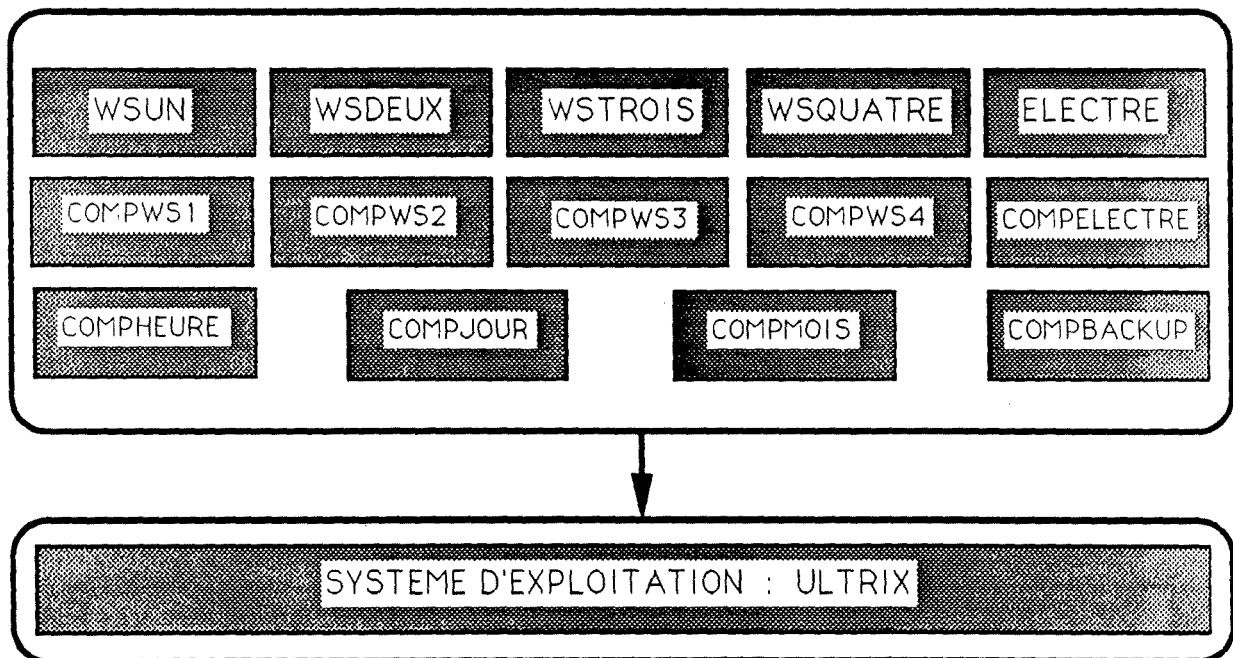 WSUN WSDEUX WSTROIS WSQUATRE ELECTRE
COMPWS1 COMPWS2 COMPWS3 COMPWS4 COMPELECTRE
COMPHEURE COMPJOUR COMPMOIS COMPBACKUP
SYSTEME D'EXPLOITATION : ULTRIX